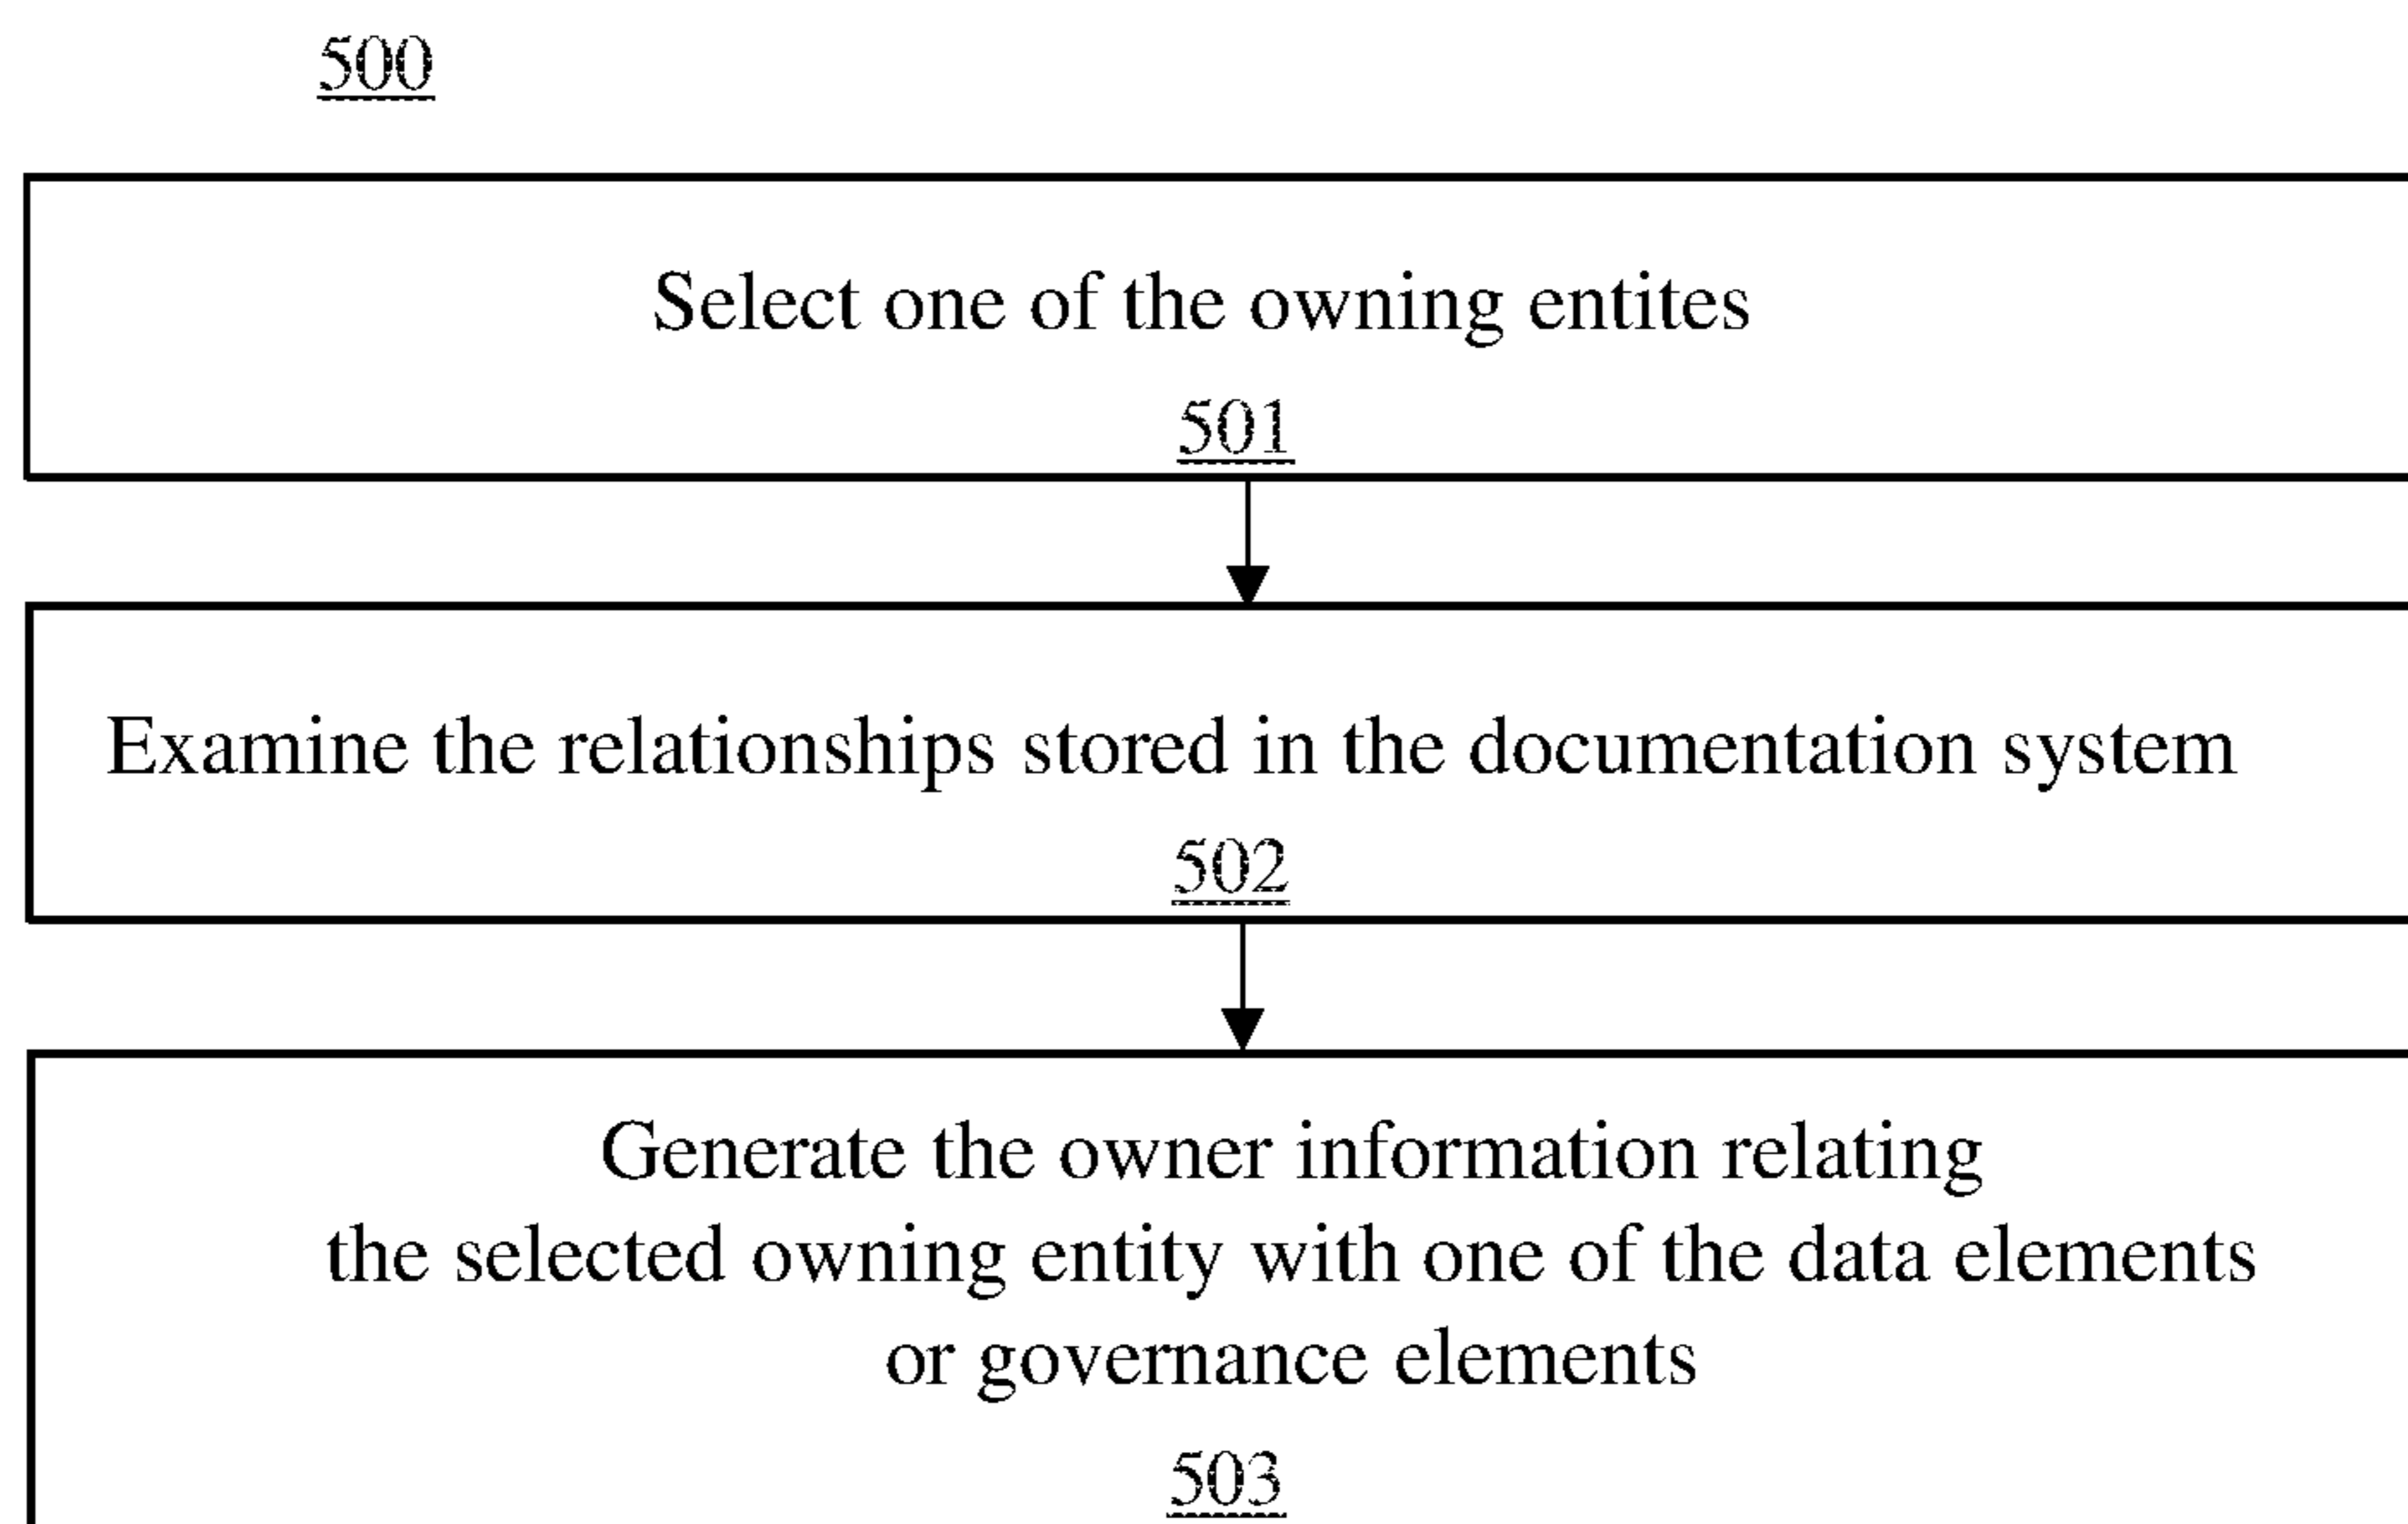 500
Select one of the owning entites
501
Examine the relationships stored in the documentation system
502
Generate the owner information relating
the selected owning entity with one of the data elements
or governance elements
503